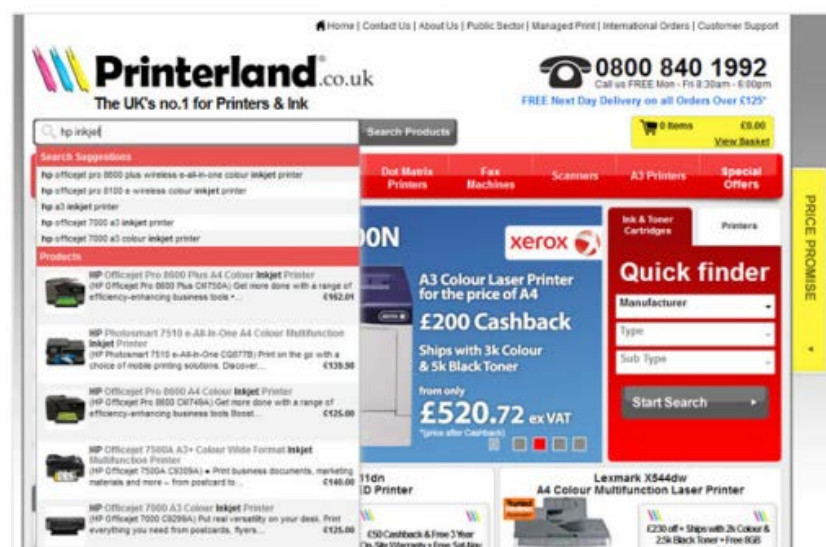 Home | Contact Us | About Us | Public Sector | Managed Print | International Orders | Customer Support
Printerland.co.uk
The UK's no.1 for Printers & Ink
0800 840 1992
Call us FREE Mon - Fri 8:30am - 6:00pm
FREE Next Day Delivery on all Orders Over £125*
hp inkjet
Search Products
0 Items £0.00
View Basket
Search Suggestions
hp officejet pro 8600 plus wireless e-all-in-one colour inkjet printer
hp officejet pro 8100 e wireless colour inkjet printer
hp a3 inkjet printer
hp officejet 7000 a3 inkjet printer
hp officejet 7000 a3 colour inkjet printer
Dot Matrix Printers
Fax Machines
Scanners
A3 Printers
Special Offers
Products
HP Officejet Pro 8600 Plus A4 Colour Inkjet Printer
(HP Officejet Pro 8600 Plus CM750A) Get more done with a range of
efficiency-enhancing business tools •... £162.01
HP Photosmart 7510 e-All-In-One A4 Colour Multifunction
Inkjet Printer
(HP Photosmart 7510 e-All-in-One CQ877B) Print on the go with a
choice of mobile printing solutions. Discover... £139.98
HP Officejet Pro 8600 A4 Colour Inkjet Printer
(HP Officejet Pro 8600 CM749A) Get more done with a range of
efficiency-enhancing business tools Boost... £125.00
HP Officejet 7500A A3+ Colour Wide Format Inkjet
Multifunction Printer
(HP Officejet 7500A C9309A) • Print business documents, marketing
materials and more – from postcard to... £140.00
HP Officejet 7000 A3 Colour Inkjet Printer
(HP Officejet 7000 C9299A) Put real versatility on your desk. Print
everything you need from postcards, flyers... £125.00
00N
xerox
A3 Colour Laser Printer
for the price of A4
£200 Cashback
Ships with 3k Colour
& 5k Black Toner
from only
£520.72 ex VAT
*(price after Cashback)
Ink & Toner
Cartridges
Printers
Quick finder
Manufacturer
Type
Sub Type
Start Search
PRICE PROMISE
11dn
D Printer
£50 Cashback & Free 3 Year
On-Site Warranty + Free Sat-Nav
Lexmark X544dw
A4 Colour Multifunction Laser Printer
£230 off + Ships with 2k Colour &
2.5k Black Toner + Free 8GB